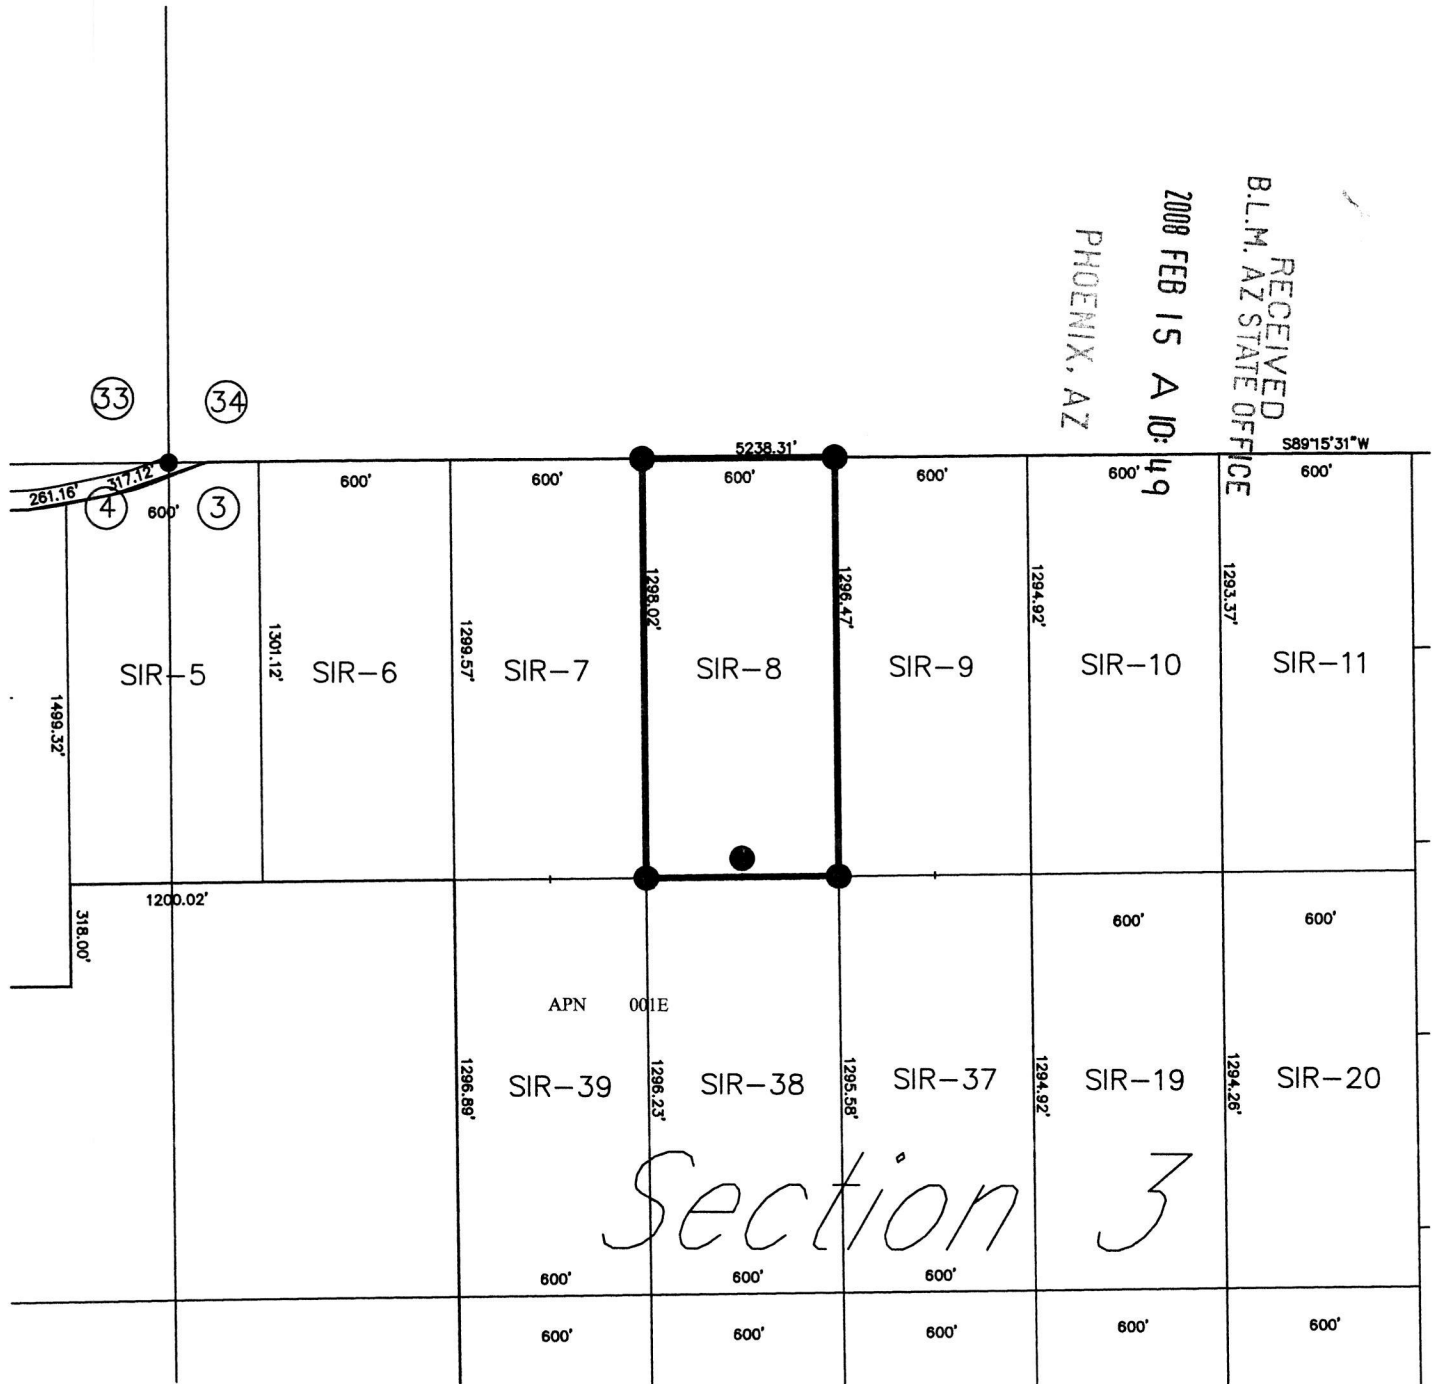 RECEIVED
B.L.M. AZ STATE OFFICE
2008 FEB 15 A 10:49
PHOENIX, AZ
33
34
5238.31'
S89°15'31"W
261.16'
317.12'
4
3
600'
600'
600'
600'
600'
600'
600'
1499.32'
SIR-5
1301.12'
SIR-6
1299.57'
SIR-7
1298.02'
SIR-8
1296.47'
SIR-9
1294.92'
SIR-10
1293.37'
SIR-11
1200.02'
318.00'
600'
600'
APN 001E
1296.89'
SIR-39
1296.23'
SIR-38
1295.58'
SIR-37
1294.92'
SIR-19
1294.26'
SIR-20
Section 3
600'
600'
600'
600'
600'
600'
600'
600'